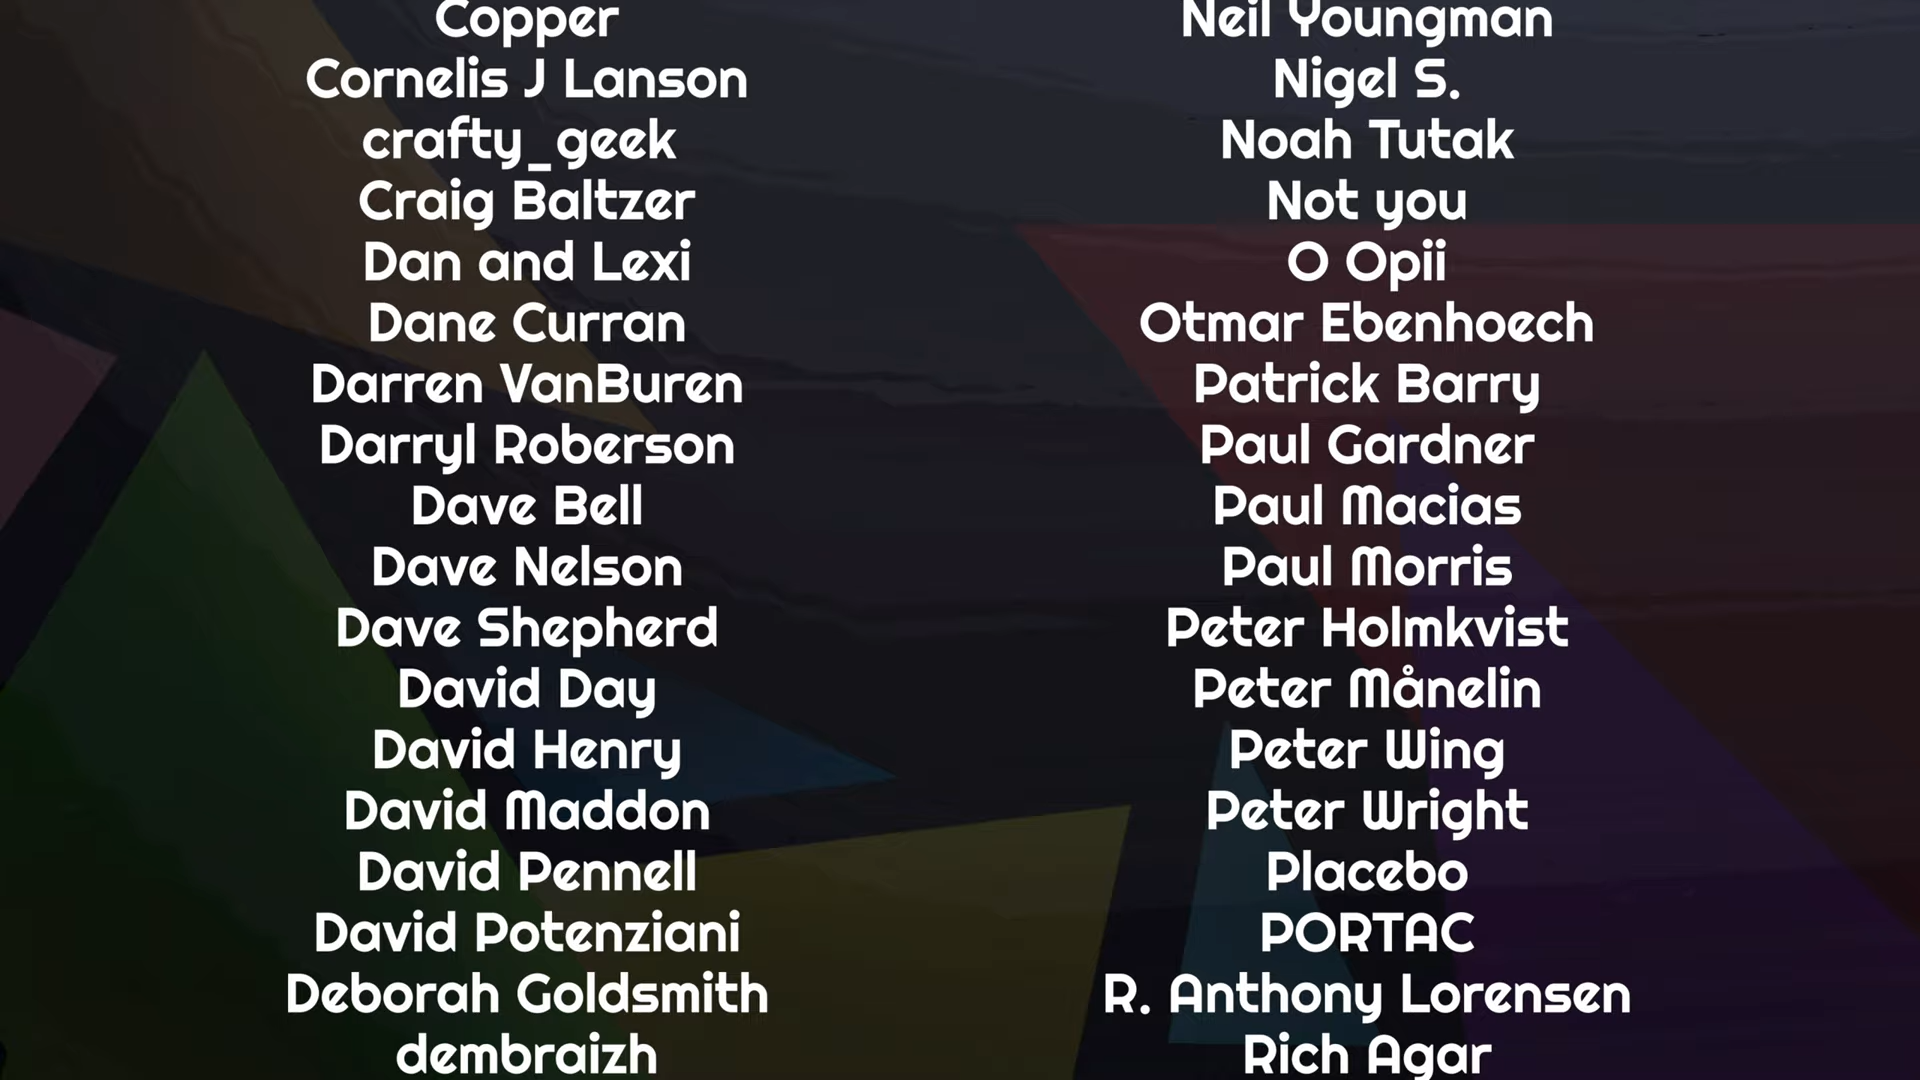 Copper
Cornelis J Lanson
crafty_geek
Craig Baltzer
Dan and Lexi
Dane Curran
Darren VanBuren
Darryl Roberson
Dave Bell
Dave Nelson
Dave Shepherd
David Day
David Henry
David Maddon
David Pennell
David Potenziani
Deborah Goldsmith
dembraizh
Neil Youngman
Nigel S.
Noah Tutak
Not you
O Opii
Otmar Ebenhoech
Patrick Barry
Paul Gardner
Paul Macias
Paul Morris
Peter Holmkvist
Peter Månelin
Peter Wing
Peter Wright
Placebo
PORTAC
R. Anthony Lorensen
Rich Agar